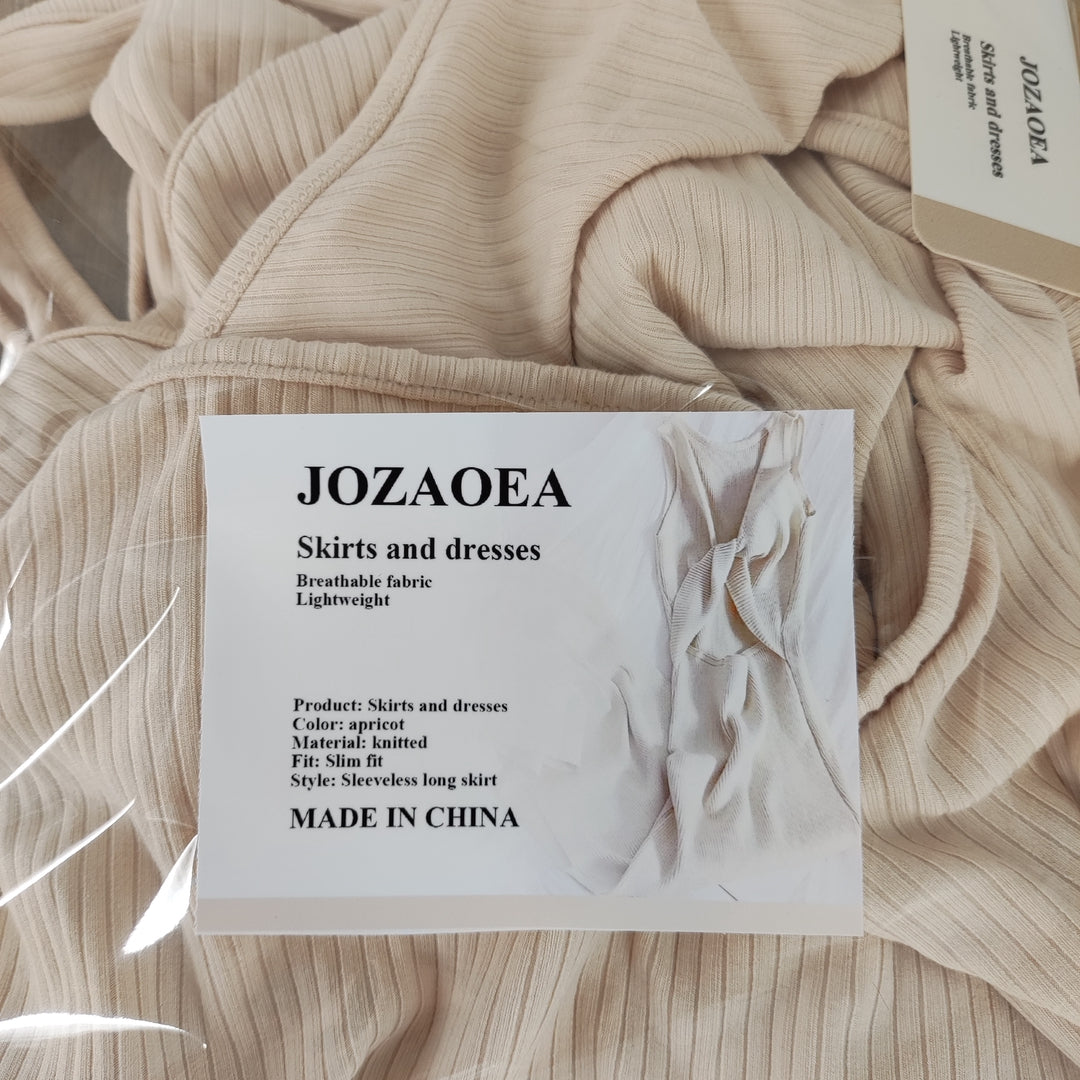 JOZAOEA
Skirts and dresses
Breathable fabric
Lightweight
JOZAOEA
Skirts and dresses
Breathable fabric
Lightweight
Product: Skirts and dresses
Color: apricot
Material: knitted
Fit: Slim fit
Style: Sleeveless long skirt
MADE IN CHINA